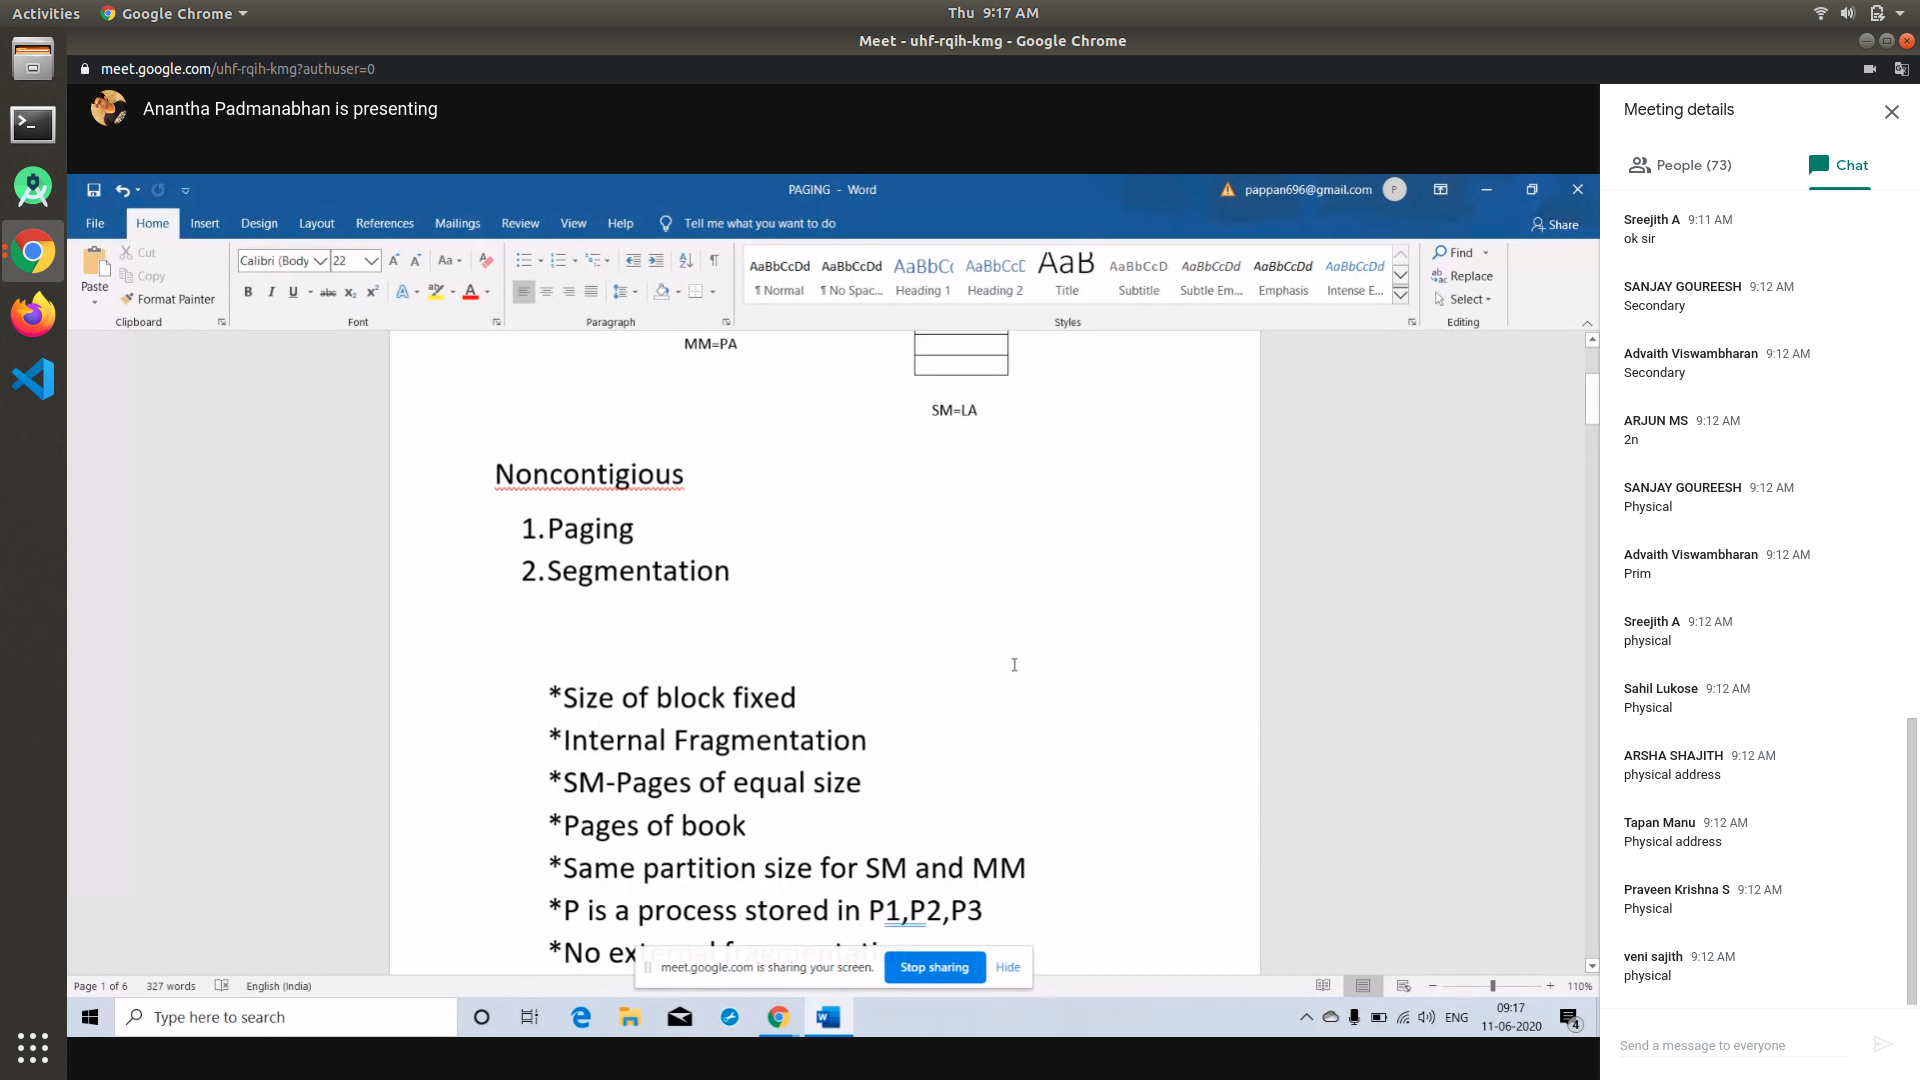 Activities
Google Chrome
Thu 9:17 AM
Meet - uhf-rqih-kmg - Google Chrome
meet.google.com/uhf-rqih-kmg?authuser=0
Anantha Padmanabhan is presenting
PAGING - Word
pappan696@gmail.com
P
File Home Insert Design Layout References Mailings Review View Help Tell me what you want to do
Share
Paste
Cut
Copy
Format Painter
Clipboard
Calibri (Body 22
Font
Paragraph
AaBbCcDd AaBbCcDd AaBbC( AaBbCcC AaB AaBbCcD AaBbCcDd AaBbCcDd AaBbCcDd
¶ Normal ¶ No Spac... Heading 1 Heading 2 Title Subtitle Subtle Em... Emphasis Intense E...
Styles
Find
Replace
Select
Editing
MM=PA
SM=LA
Noncontigious
1.Paging
2.Segmentation
*Size of block fixed
*Internal Fragmentation
*SM-Pages of equal size
*Pages of book
*Same partition size for SM and MM
*P is a process stored in P1,P2,P3
*No external fragmentation
meet.google.com is sharing your screen.
Stop sharing
Hide
Page 1 of 6
327 words
English (India)
110%
Type here to search
ENG
09:17
11-06-2020
4
Meeting details
People (73)
Chat
Sreejith A 9:11 AM
ok sir
SANJAY GOUREESH 9:12 AM
Secondary
Advaith Viswambharan 9:12 AM
Secondary
ARJUN MS 9:12 AM
2n
SANJAY GOUREESH 9:12 AM
Physical
Advaith Viswambharan 9:12 AM
Prim
Sreejith A 9:12 AM
physical
Sahil Lukose 9:12 AM
Physical
ARSHA SHAJITH 9:12 AM
physical address
Tapan Manu 9:12 AM
Physical address
Praveen Krishna S 9:12 AM
Physical
veni sajith 9:12 AM
physical
Send a message to everyone